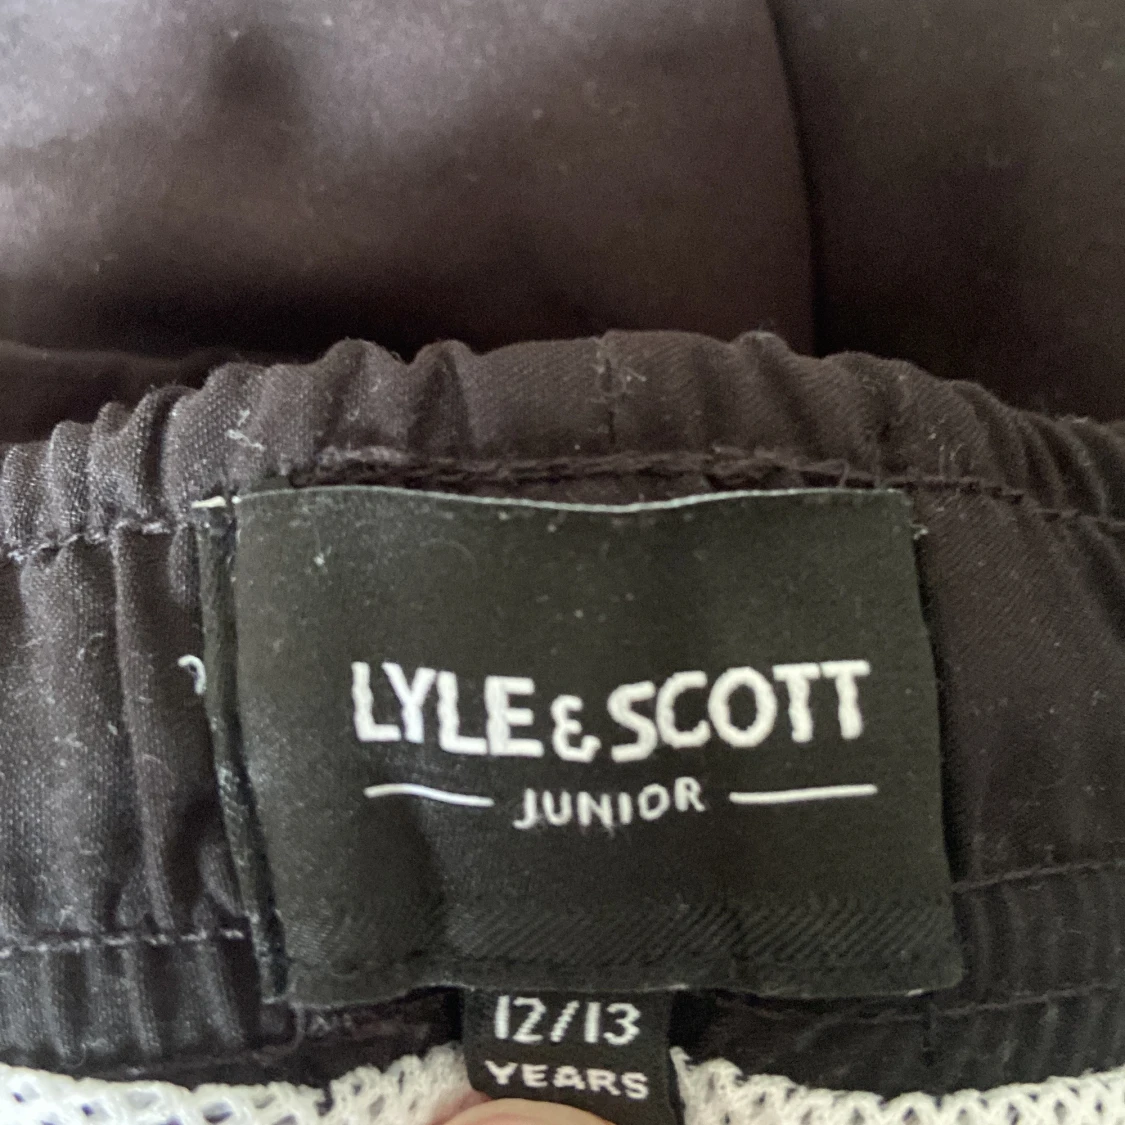 LYLE & SCOTT
JUNIOR
12/13
YEARS